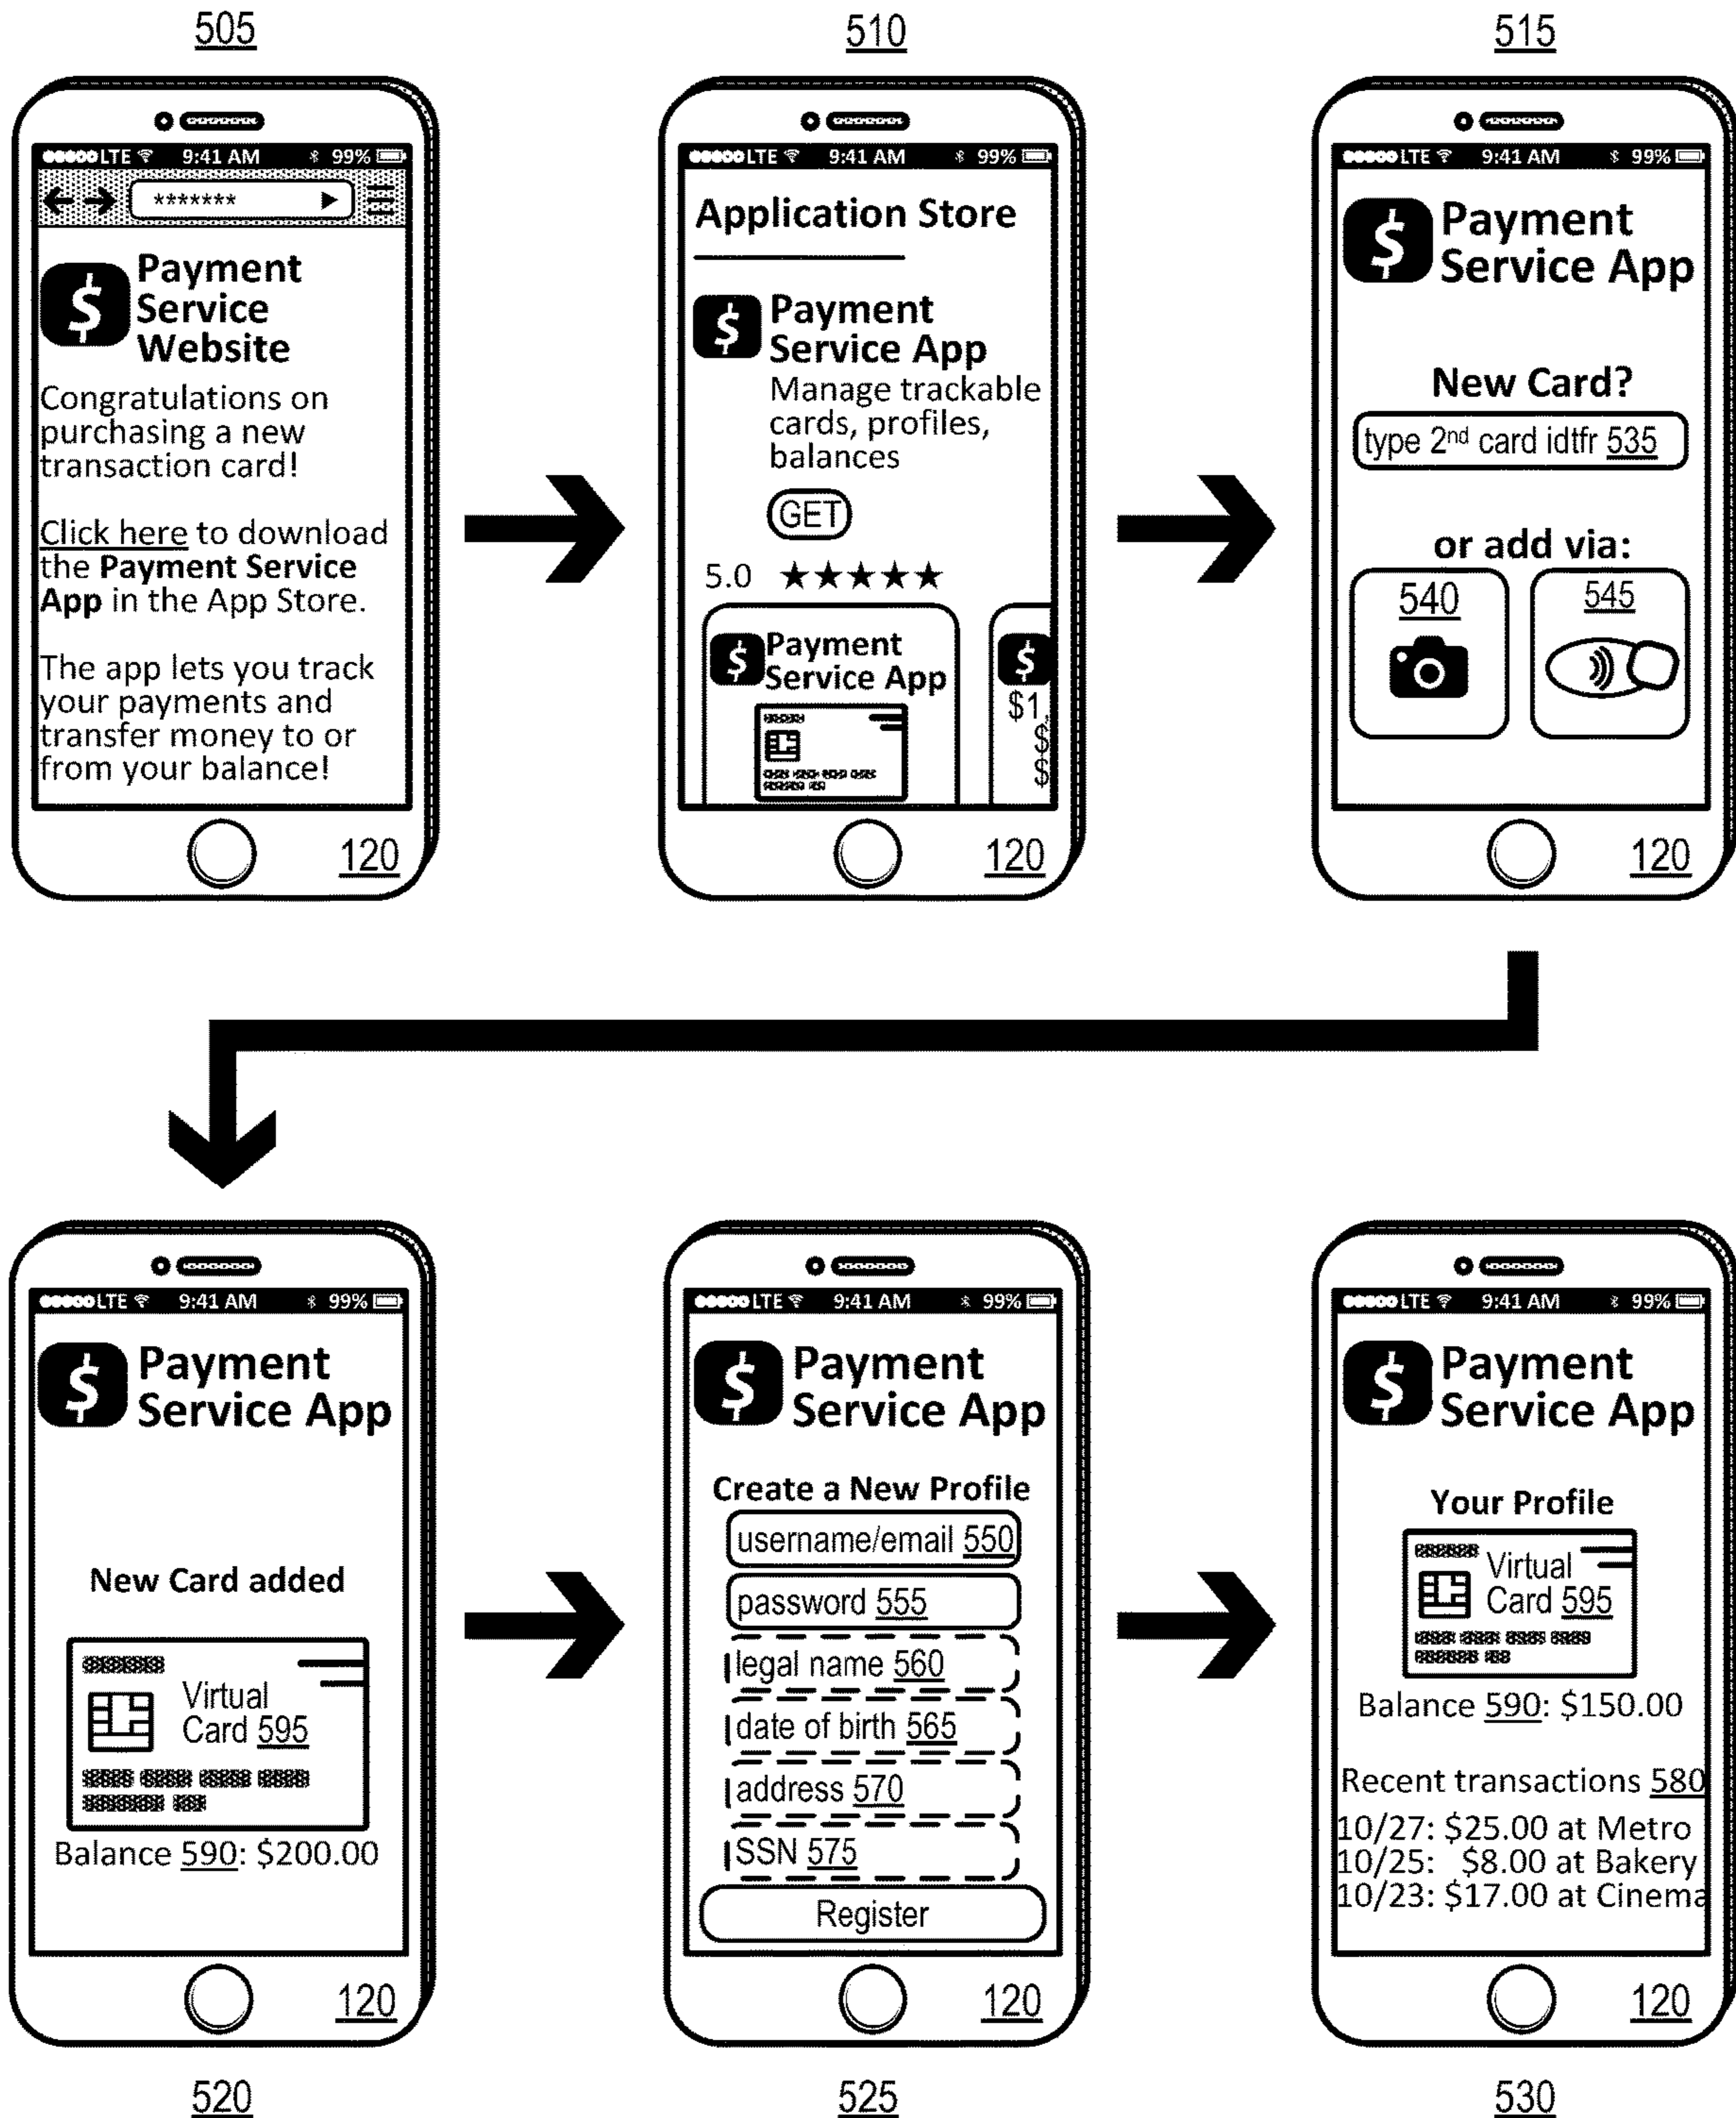 505
510
515
LTE 9:41 AM 99%
*******
Payment
Service
Website
Congratulations on
purchasing a new
transaction card!
Click here to download
the Payment Service
App in the App Store.
The app lets you track
your payments and
transfer money to or
from your balance!
120
LTE 9:41 AM 99%
Application Store
$ Payment
Service App
Manage trackable
cards, profiles,
balances
GET
5.0 ★★★★★
$ Payment
Service App
$
$1,
$
$
120
LTE 9:41 AM 99%
$ Payment
Service App
New Card?
type 2nd card idtfr 535
or add via:
540
545
120
LTE 9:41 AM 99%
$ Payment
Service App
New Card added
Virtual
Card 595
Balance 590: $200.00
120
520
LTE 9:41 AM 99%
$ Payment
Service App
Create a New Profile
username/email 550
password 555
legal name 560
date of birth 565
address 570
SSN 575
Register
120
525
LTE 9:41 AM 99%
$ Payment
Service App
Your Profile
Virtual
Card 595
Balance 590: $150.00
Recent transactions 580
10/27: $25.00 at Metro
10/25: $8.00 at Bakery
10/23: $17.00 at Cinema
120
530